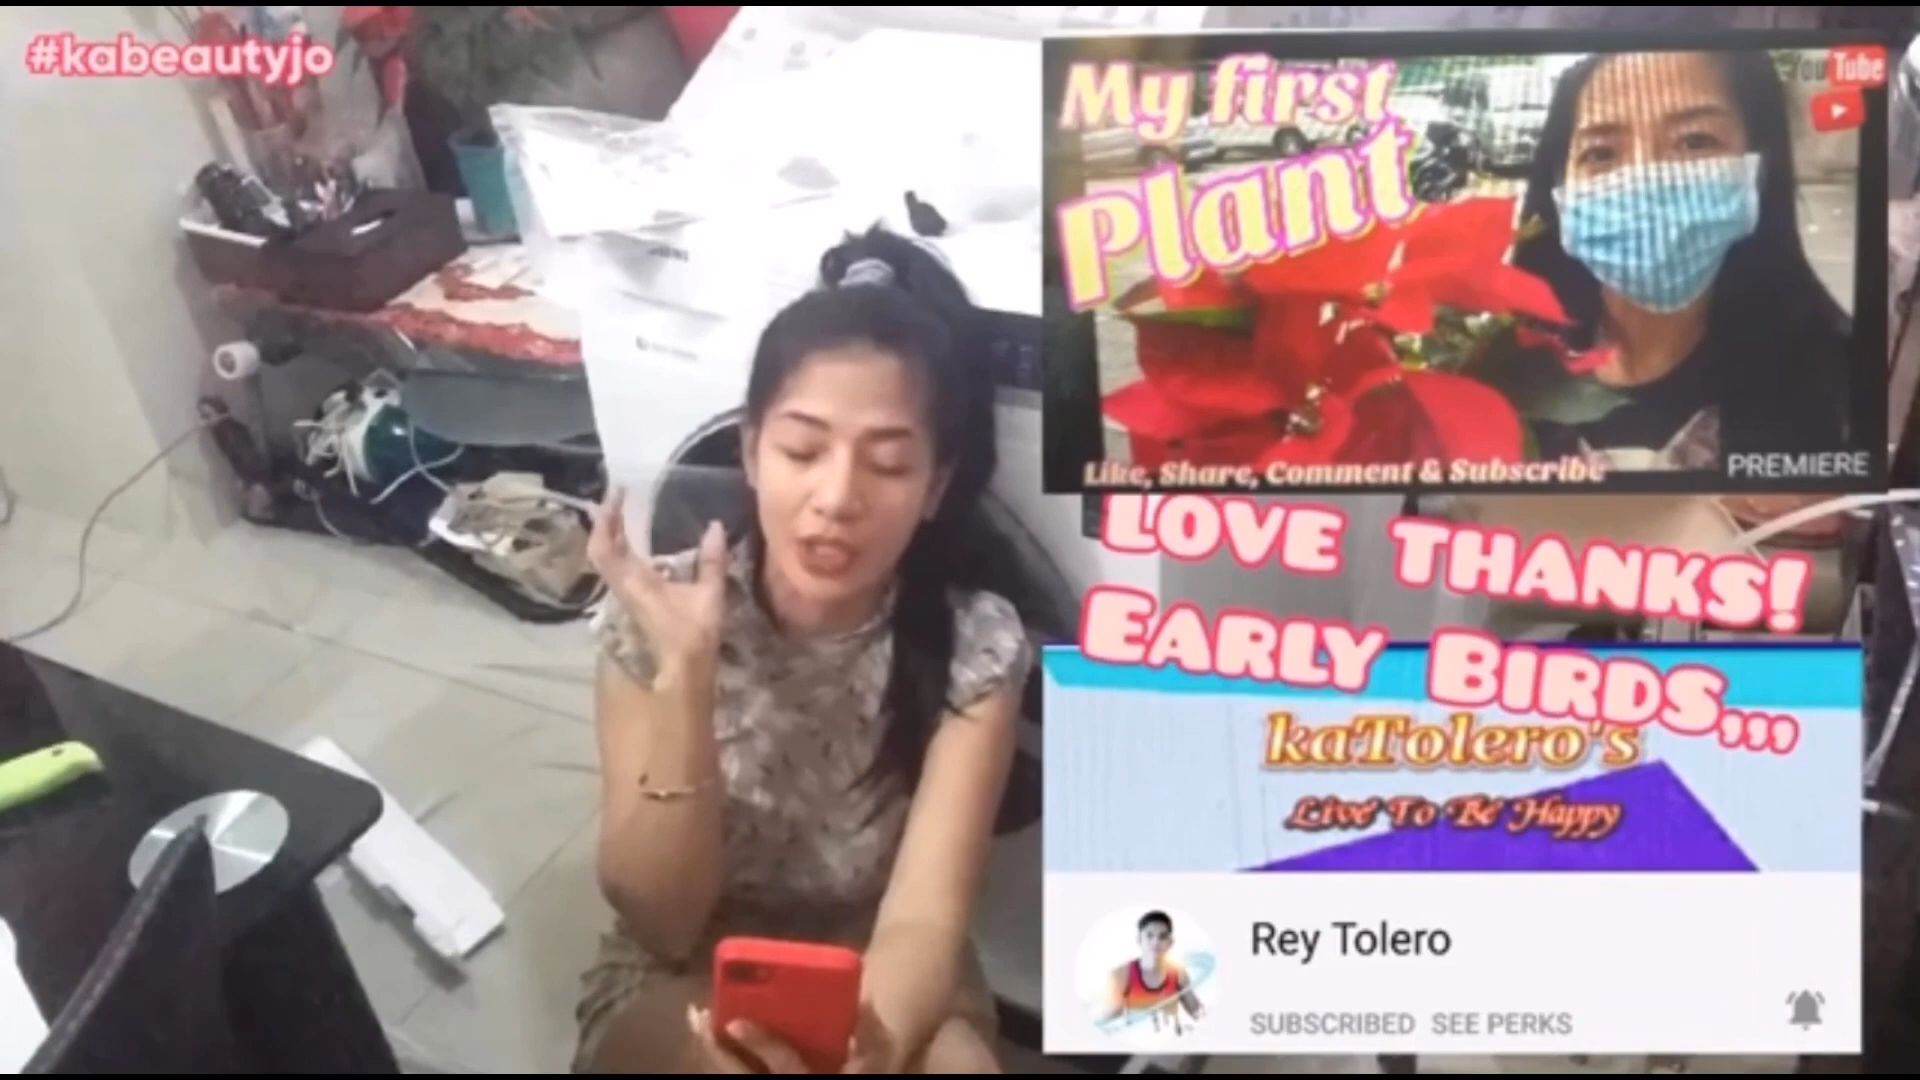 #kabeautyjo
My first
Plant
Tube
Like, Share, Comment & Subscribe
PREMIERE
LOVE THANKS!
EARLY BIRDS,,,
kaTolero's
Live To Be Happy
Rey Tolero
SUBSCRIBED SEE PERKS